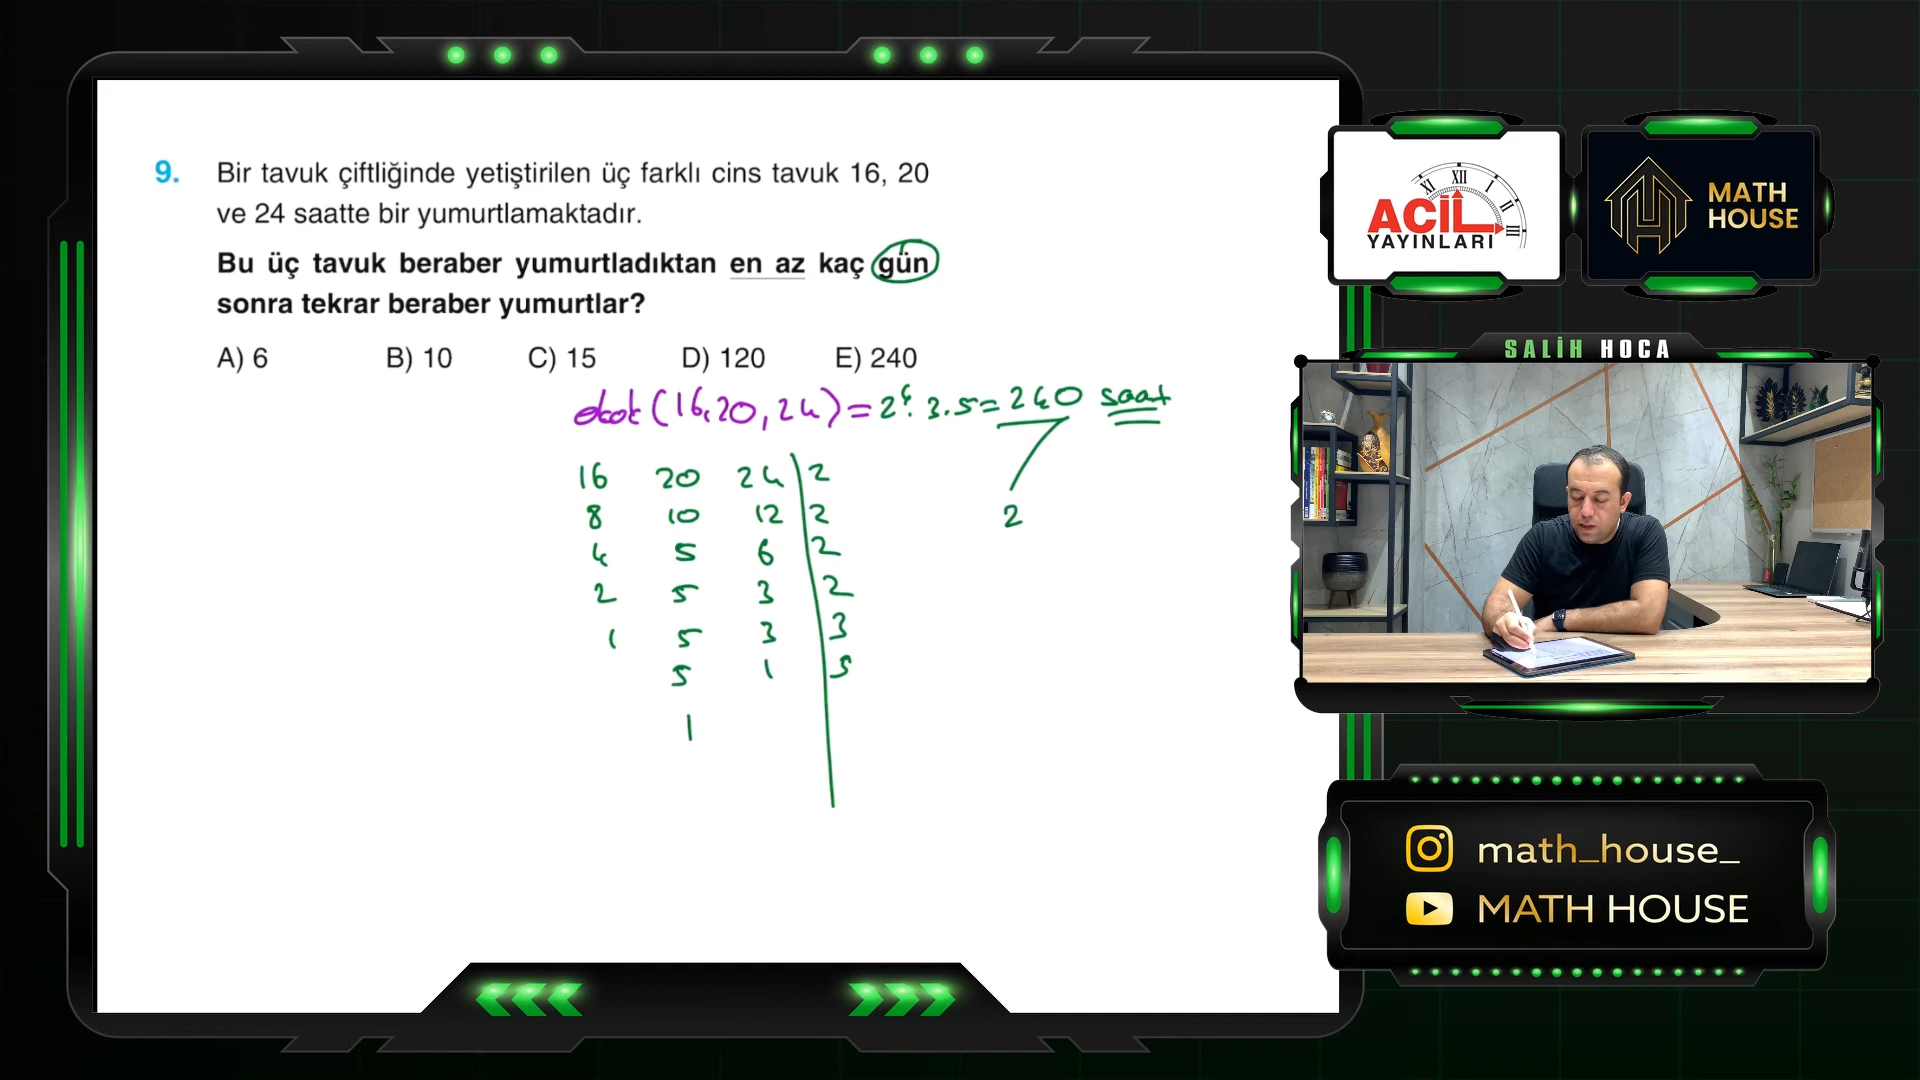 9. Bir tavuk çiftliğinde yetiştirilen üç farklı cins tavuk 16, 20
ve 24 saatte bir yumurtlamaktadır.
Bu üç tavuk beraber yumurtladıktan en az kaç gün
sonra tekrar beraber yumurtlar?
A) 6 B) 10 C) 15 D) 120 E) 240
ekok (16,20,24) = 2⁴.3.5 = 240 saat
16 20 24 2
8 10 12 2
4 5 6 2
2 5 3 2
1 5 3 3
5 1 5
1
2
XI XII I II III
ACİL
YAYINLARI
MATH
HOUSE
SALİH HOCA
math_house_
MATH HOUSE